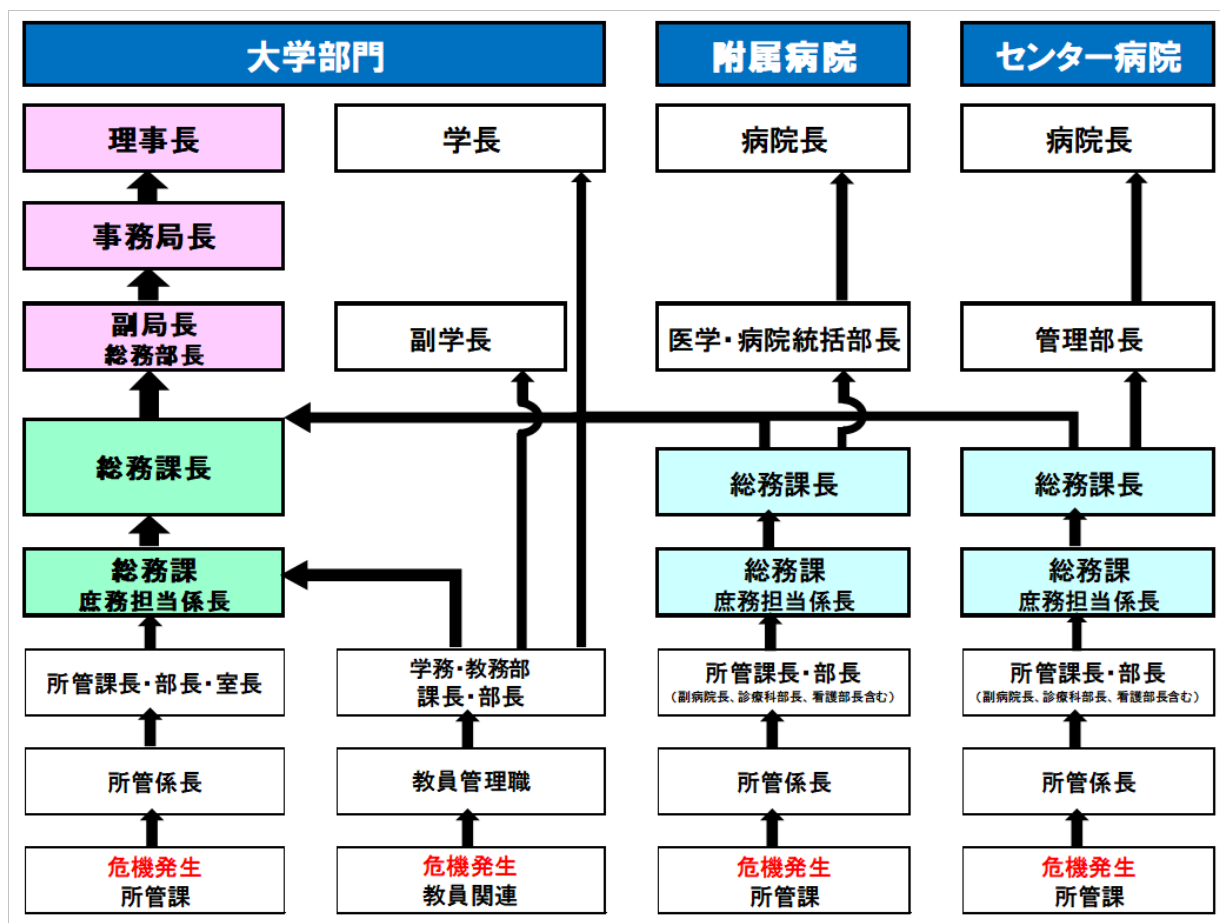 大学部門
附属病院
センター病院
理事長
学長
病院長
病院長
事務局長
副局長
総務部長
副学長
医学・病院統括部長
管理部長
総務課長
総務課長
総務課長
総務課
庶務担当係長
総務課
庶務担当係長
総務課
庶務担当係長
所管課長・部長・室長
学務・教務部
課長・部長
所管課長・部長
（副病院長、診療科部長、看護部長含む）
所管課長・部長
（副病院長、診療科部長、看護部長含む）
所管係長
教員管理職
所管係長
所管係長
危機発生
所管課
危機発生
教員関連
危機発生
所管課
危機発生
所管課